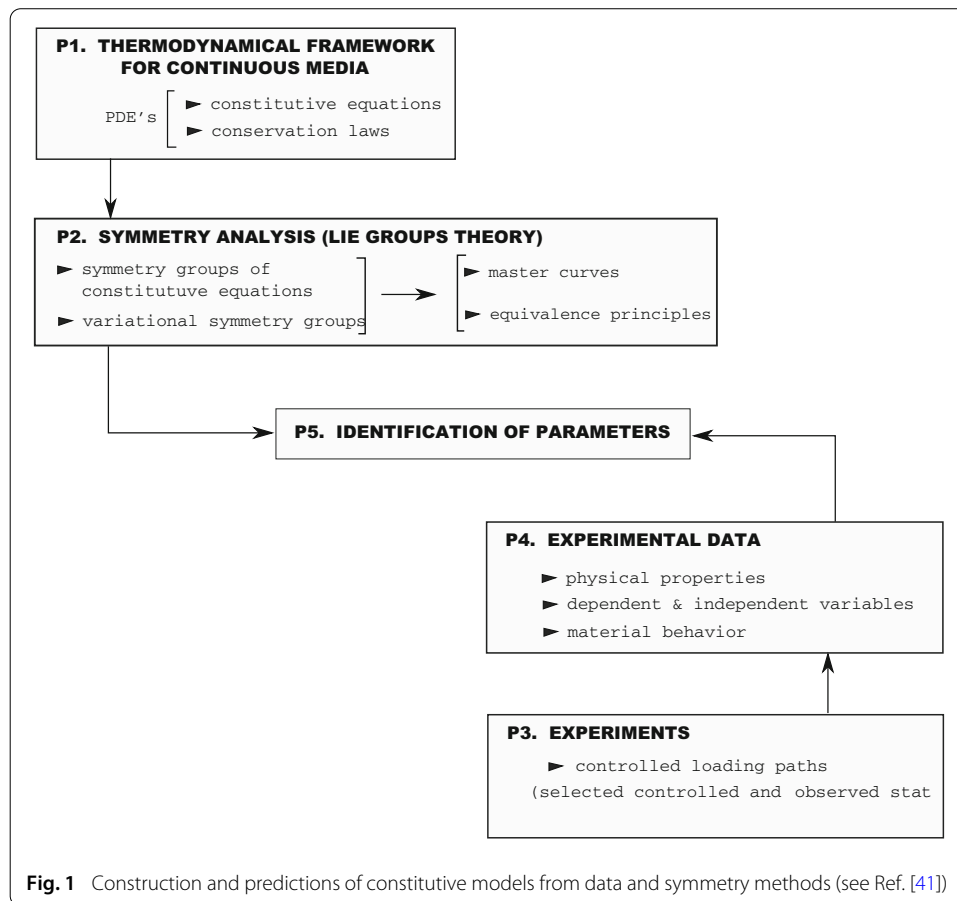 P1. THERMODYNAMICAL FRAMEWORK
FOR CONTINUOUS MEDIA
PDE's
constitutive equations
conservation laws
P2. SYMMETRY ANALYSIS (LIE GROUPS THEORY)
symmetry groups of
constitutuve equations
variational symmetry groups
master curves
equivalence principles
P5. IDENTIFICATION OF PARAMETERS
P4. EXPERIMENTAL DATA
physical properties
dependent & independent variables
material behavior
P3. EXPERIMENTS
controlled loading paths
(selected controlled and observed stat
Fig. 1 Construction and predictions of constitutive models from data and symmetry methods (see Ref. [41])